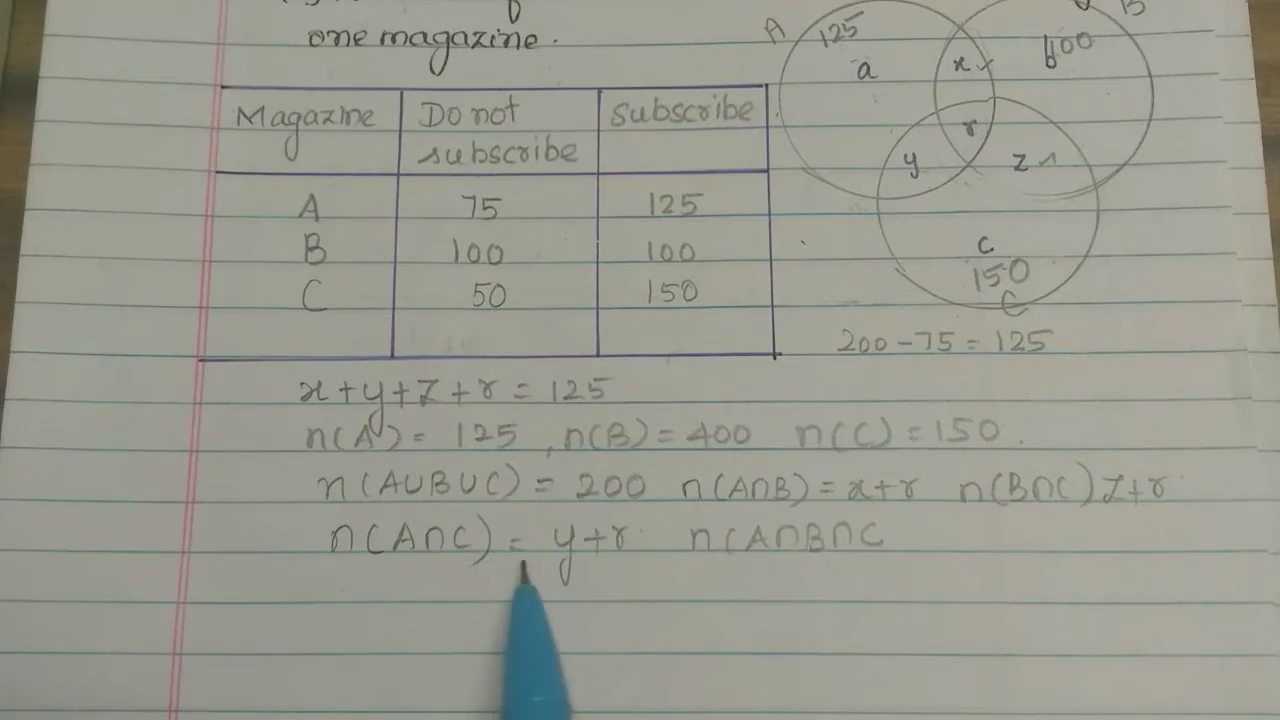 one magazine.
A 125 B
a x 400
r
y z
c
150
C
Magazine Do not subscribe Subscribe
A 75 125
B 100 100
C 50 150
200 - 75 = 125
x + y + z + r = 125
n(A) = 125 , n(B) = 400 n(C) = 150.
n(AUBUC) = 200 n(A∩B) = x+r n(B∩C) z+r
n(A∩C) = y+r n(A∩B∩C